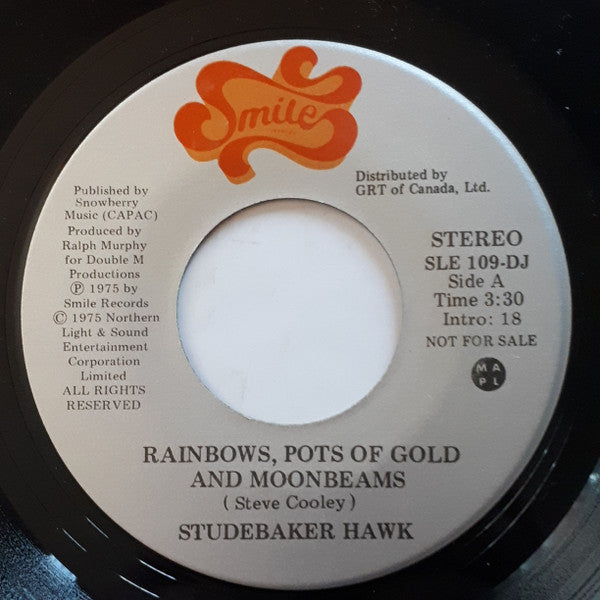 Smile
Distributed by
GRT of Canada, Ltd.
Published by
Snowberry
Music (CAPAC)
Produced by
Ralph Murphy
for Double M
Productions
Ⓟ 1975 by
Smile Records
© 1975 Northern
Light & Sound
Entertainment
Corporation
Limited
ALL RIGHTS
RESERVED
STEREO
SLE 109-DJ
Side A
Time 3:30
Intro: 18
NOT FOR SALE
M A
P L
RAINBOWS, POTS OF GOLD
AND MOONBEAMS
( Steve Cooley )
STUDEBAKER HAWK